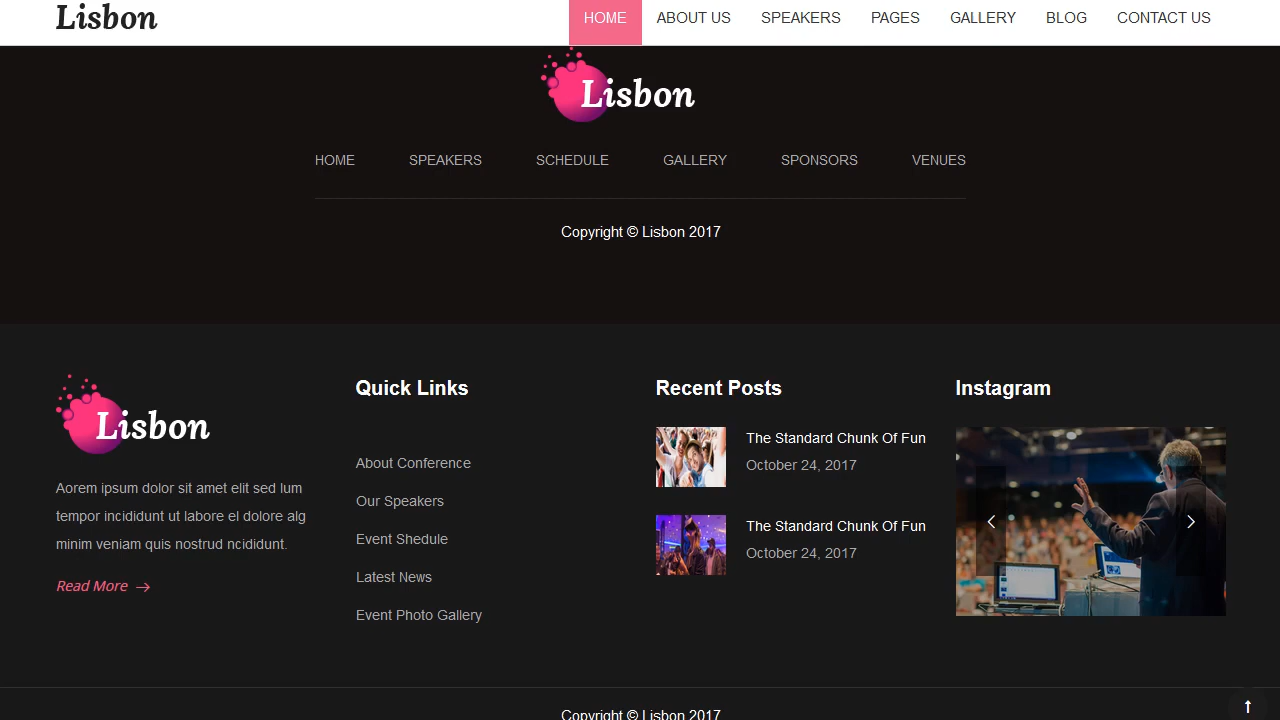 Lisbon
HOME ABOUT US SPEAKERS PAGES GALLERY BLOG CONTACT US
Lisbon
HOME SPEAKERS SCHEDULE GALLERY SPONSORS VENUES
Copyright © Lisbon 2017
Lisbon
Aorem ipsum dolor sit amet elit sed lum
tempor incididunt ut labore el dolore alg
minim veniam quis nostrud ncididunt.
Read More
Quick Links
About Conference
Our Speakers
Event Shedule
Latest News
Event Photo Gallery
Recent Posts
The Standard Chunk Of Fun
October 24, 2017
The Standard Chunk Of Fun
October 24, 2017
Instagram
Copyright © Lisbon 2017